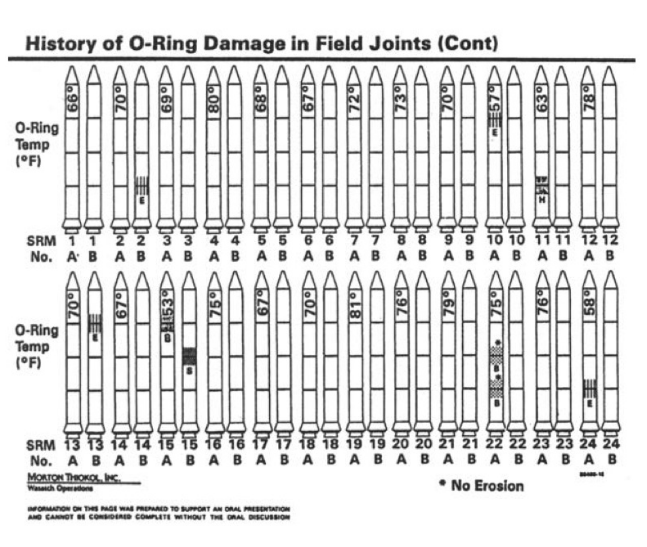 History of O-Ring Damage in Field Joints (Cont)
66° 70° 69° 80° 68° 67° 72° 73° 70° 57° 63° 78°
O-Ring
Temp
(°F)
E
E
H
SRM 1 1 2 2 3 3 4 4 5 5 6 6 7 7 8 8 9 9 10 10 11 11 12 12
No. A B A B A B A B A B A B A B A B A B A B A B A B
70° 67° 53° 75° 67° 70° 81° 76° 79° 75° 76° 58°
O-Ring
Temp
(°F)
E
B
*
B
*
B
E
SRM 13 13 14 14 15 15 16 16 17 17 18 18 19 19 20 20 21 21 22 22 23 23 24 24
No. A B A B A B A B A B A B A B A B A B A B A B A B
MORTON THIOKOL, INC.
Wasatch Operations
* No Erosion
INFORMATION ON THIS PAGE WAS PREPARED TO SUPPORT AN ORAL PRESENTATION
AND CANNOT BE CONSIDERED COMPLETE WITHOUT THE ORAL DISCUSSION